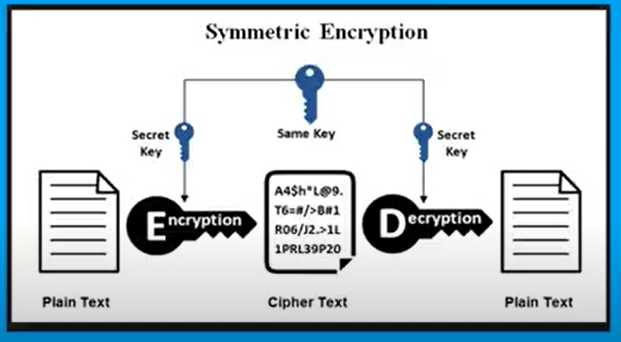 Symmetric Encryption
Secret
Key
Same Key
Secret
Key
Encryption
A4$h*L@9.
T6=#/>B#1
R06/J2.>1L
1PRL39P20
Decryption
Plain Text
Cipher Text
Plain Text